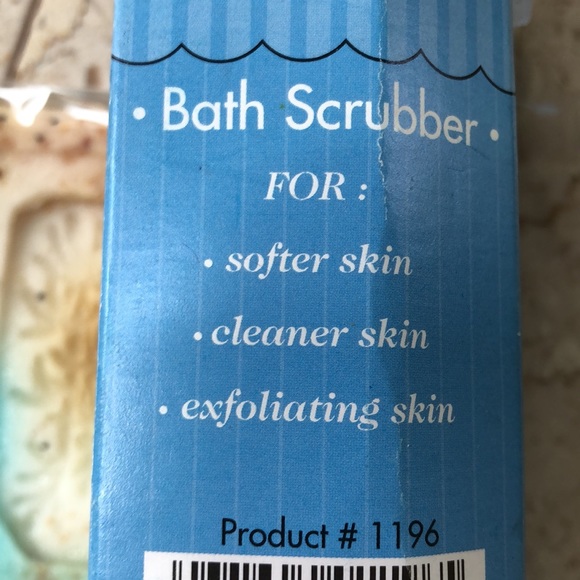 • Bath Scrubber •
FOR :
• softer skin
• cleaner skin
• exfoliating skin
Product # 1196